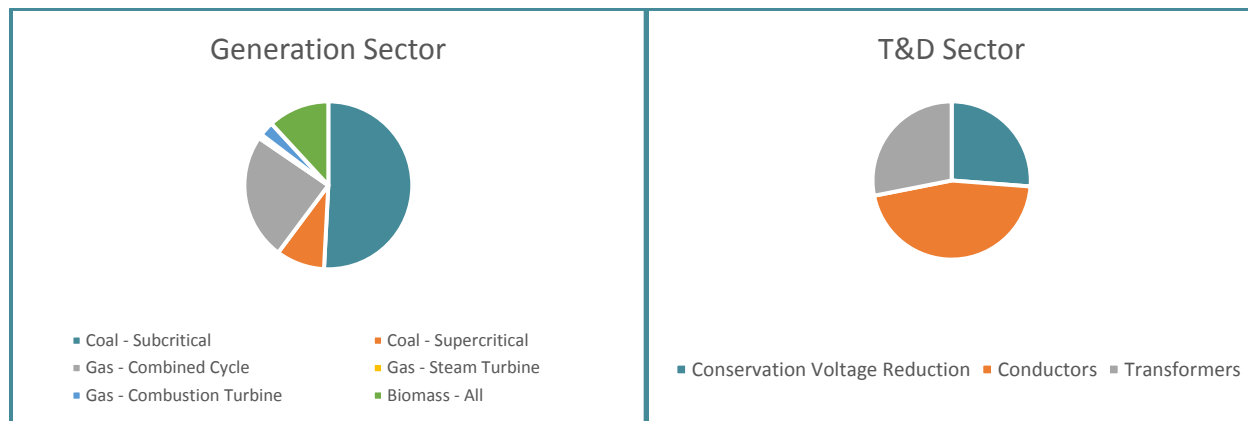 Generation Sector
Coal - Subcritical
Coal - Supercritical
Gas - Combined Cycle
Gas - Steam Turbine
Gas - Combustion Turbine
Biomass - All
T&D Sector
Conservation Voltage Reduction
Conductors
Transformers